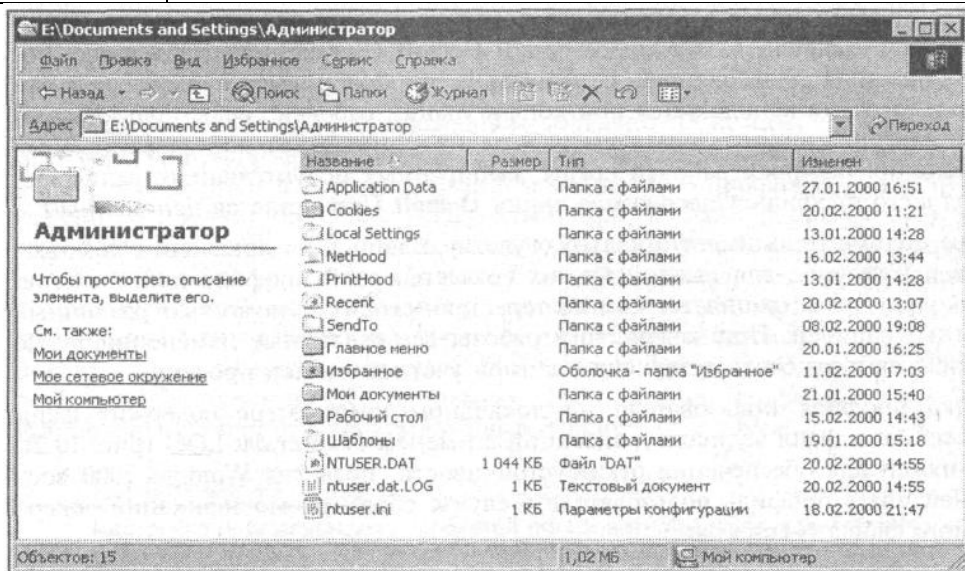 E:\Documents and Settings\Администратор
Файл Правка Вид Избранное Сервис Справка
Назад Поиск Папки Журнал
Адрес E:\Documents and Settings\Администратор Переход
Название Размер Тип Изменен
Application Data Папка с файлами 27.01.2000 16:51
Cookies Папка с файлами 20.02.2000 11:21
Local Settings Папка с файлами 13.01.2000 14:28
NetHood Папка с файлами 16.02.2000 13:44
PrintHood Папка с файлами 13.01.2000 14:28
Recent Папка с файлами 20.02.2000 13:07
SendTo Папка с файлами 08.02.2000 19:08
Главное меню Папка с файлами 20.01.2000 16:25
Избранное Оболочка - папка "Избранное" 11.02.2000 17:03
Мои документы Папка с файлами 21.01.2000 15:40
Рабочий стол Папка с файлами 20.02.2000 14:43
Шаблоны Папка с файлами 19.01.2000 15:18
NTUSER.DAT Файл "DAT" 20.02.2000 14:55
ntuser.dat.LOG 1 КБ Текстовый документ 20.02.2000 14:55
ntuser.ini 1 КБ Параметры конфигурации 18.02.2000 21:47
Администратор
Чтобы просмотреть описание
элемента, выделите его.
См. также:
Мои документы
Мое сетевое окружение
Мой компьютер
Объектов: 15 1,02 МБ Мой компьютер